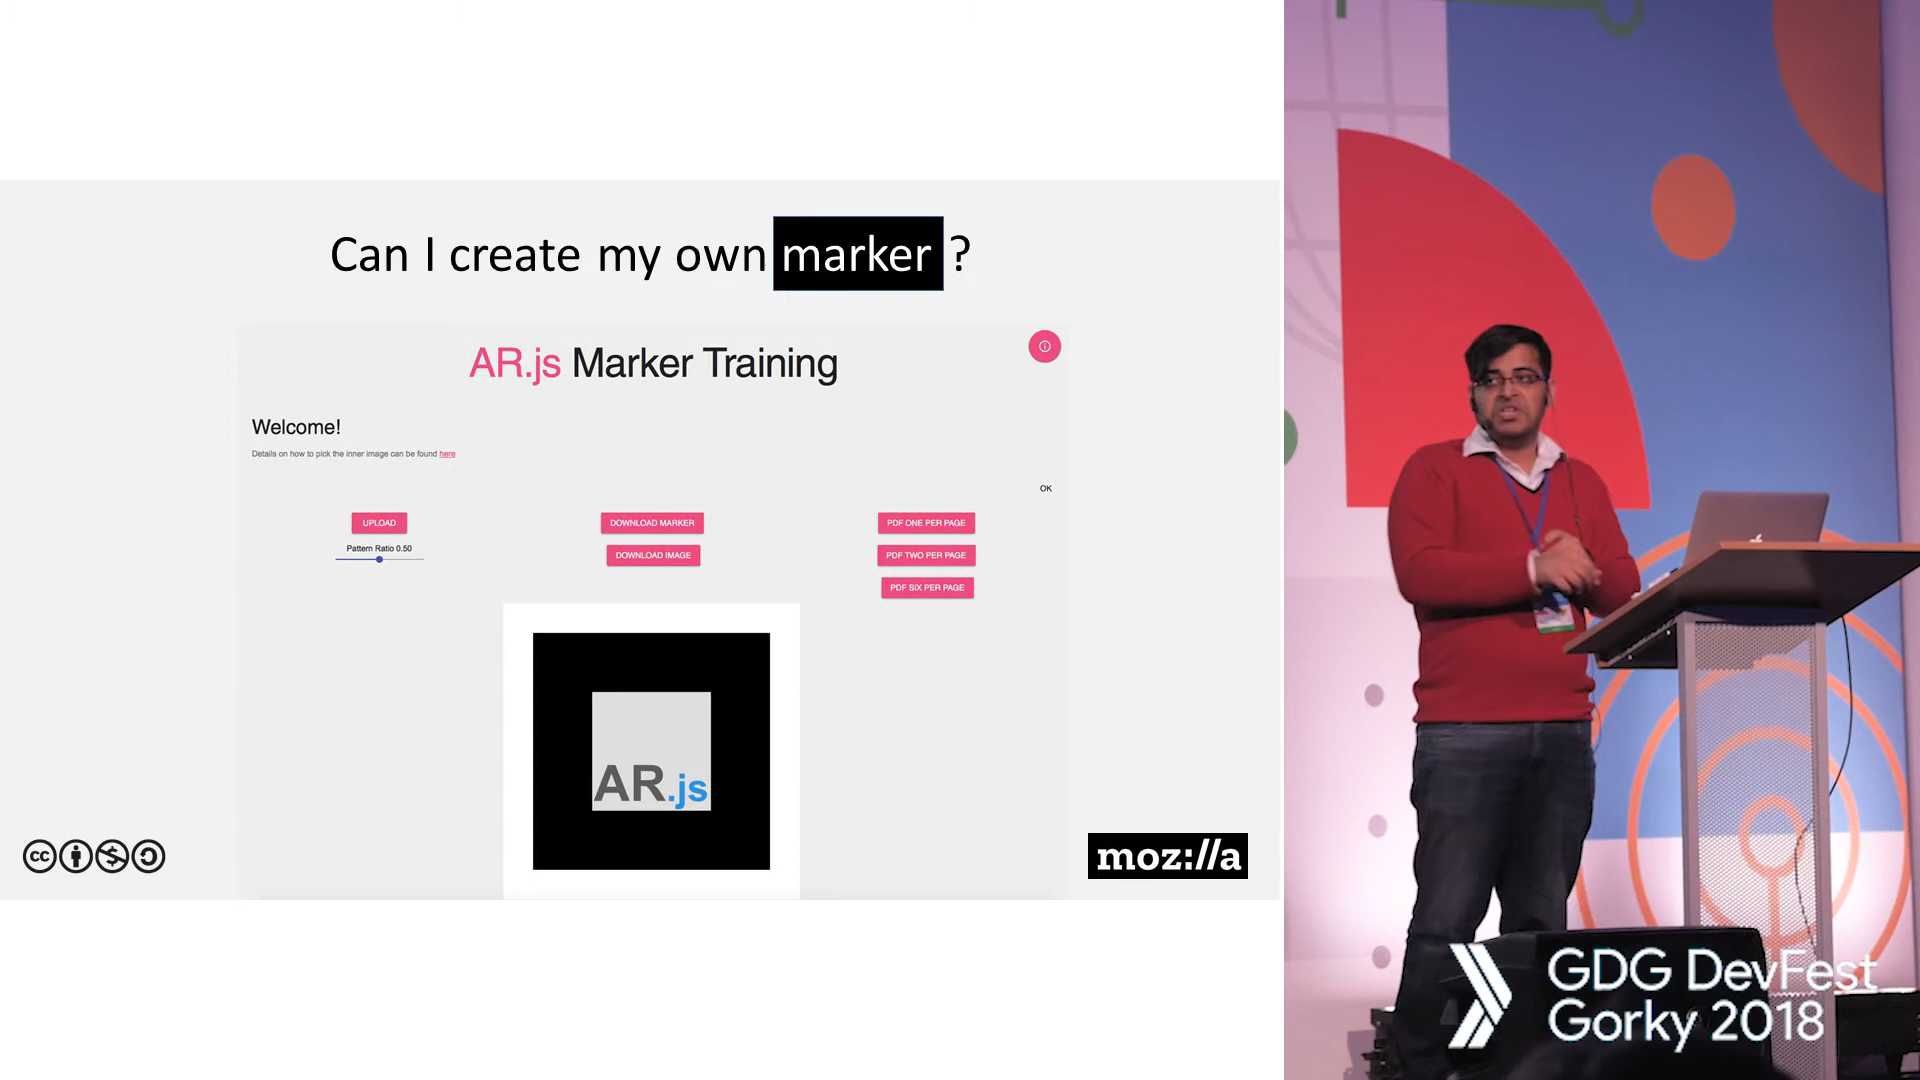 Can I create my own marker ?
AR.js Marker Training
Welcome!
Details on how to pick the inner image can be found here
OK
UPLOAD
Pattern Ratio 0.50
DOWNLOAD MARKER
DOWNLOAD IMAGE
PDF ONE PER PAGE
PDF TWO PER PAGE
PDF SIX PER PAGE
AR.js
cc
moz://a
GDG DevFest
Gorky 2018